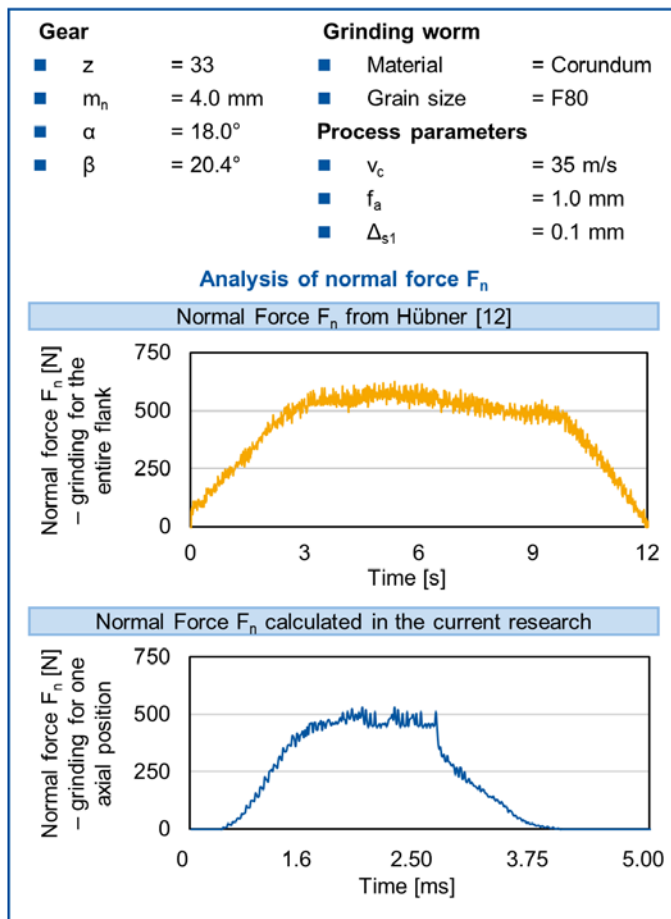 Gear
z = 33
mn = 4.0 mm
α = 18.0°
β = 20.4°
Grinding worm
Material = Corundum
Grain size = F80
Process parameters
vc = 35 m/s
fa = 1.0 mm
Δs1 = 0.1 mm
Analysis of normal force Fn
Normal Force Fn from Hübner [12]
Normal force Fn [N]
– grinding for the
entire flank
750
500
250
0
0 3 6 9 12
Time [s]
Normal Force Fn calculated in the current research
Normal force Fn [N]
– grinding for one
axial position
750
500
250
0
0 1.6 2.50 3.75 5.00
Time [ms]